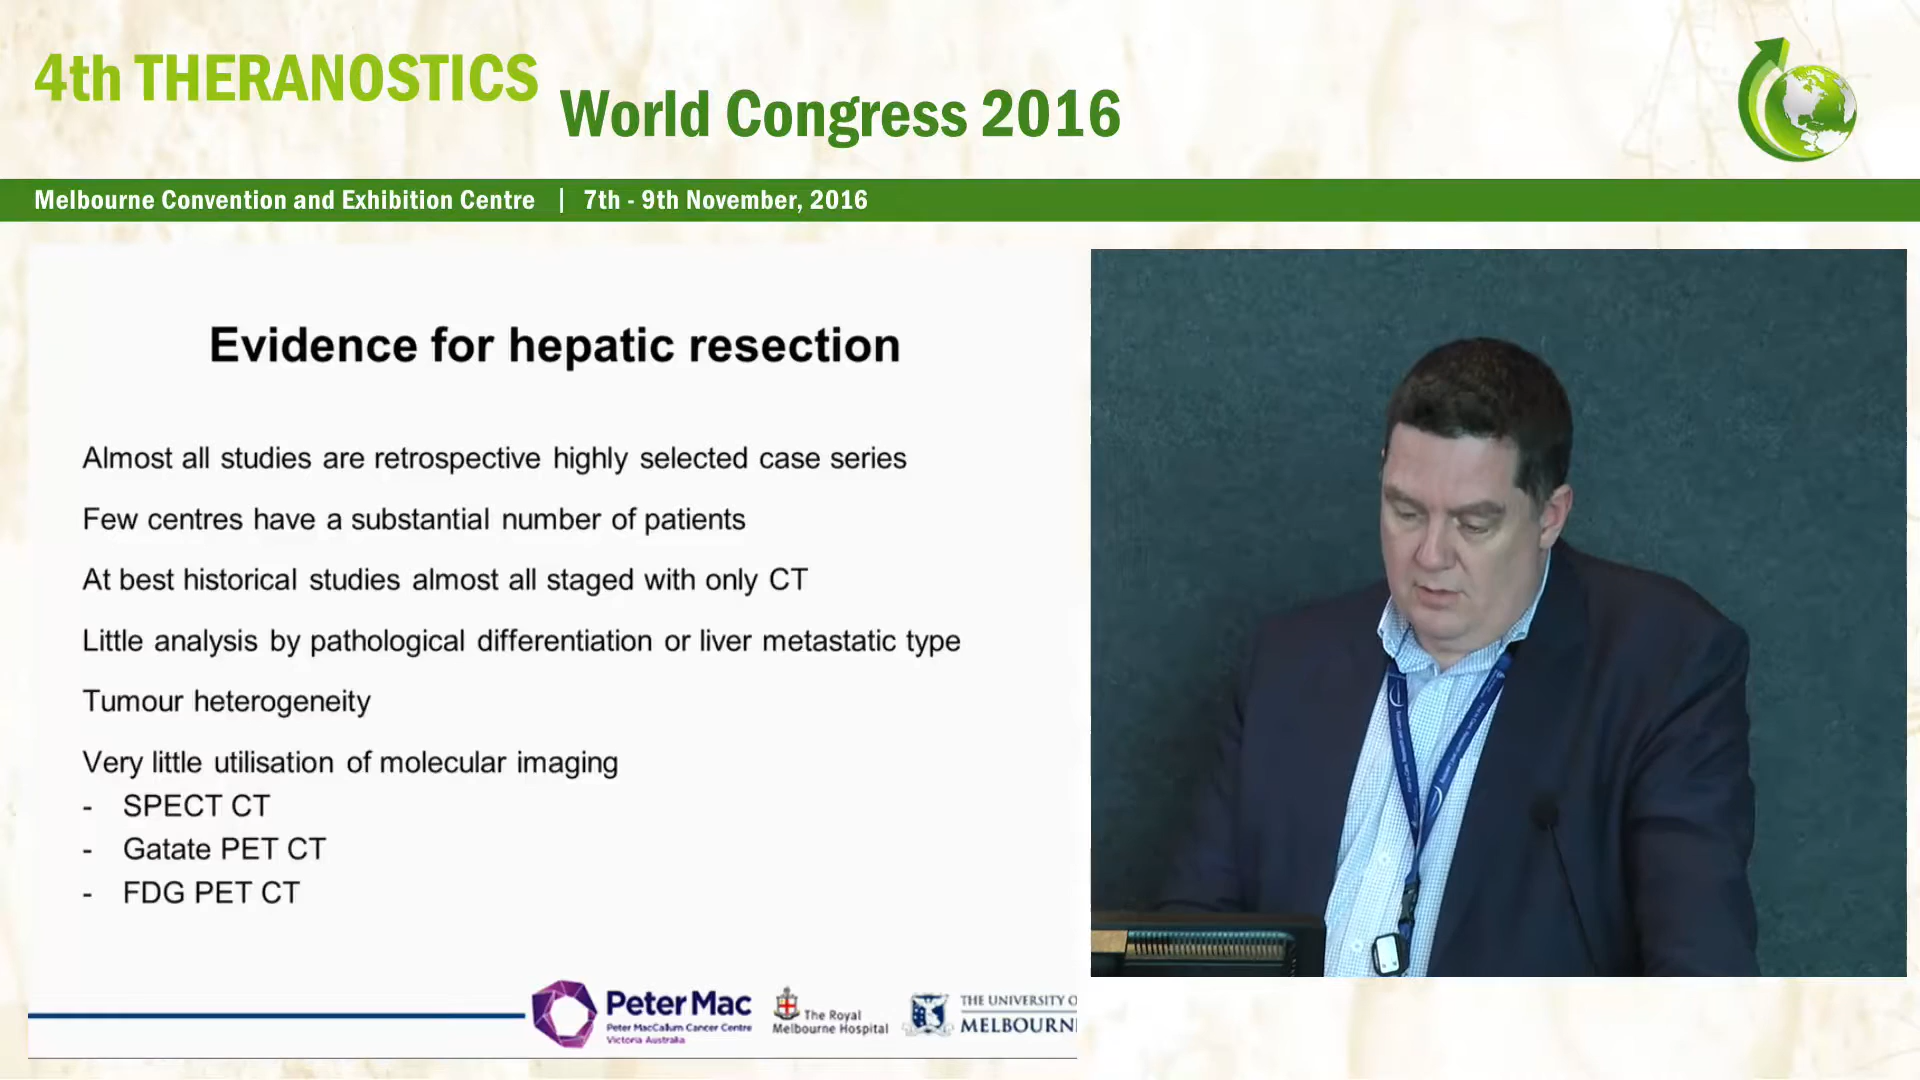 4th THERANOSTICS
World Congress 2016
Melbourne Convention and Exhibition Centre | 7th - 9th November, 2016
Evidence for hepatic resection
Almost all studies are retrospective highly selected case series
Few centres have a substantial number of patients
At best historical studies almost all staged with only CT
Little analysis by pathological differentiation or liver metastatic type
Tumour heterogeneity
Very little utilisation of molecular imaging
- SPECT CT
- Gatate PET CT
- FDG PET CT
Peter Mac
Peter MacCallum Cancer Centre
Victoria Australia
The Royal
Melbourne Hospital
THE UNIVERSITY O
MELBOURN